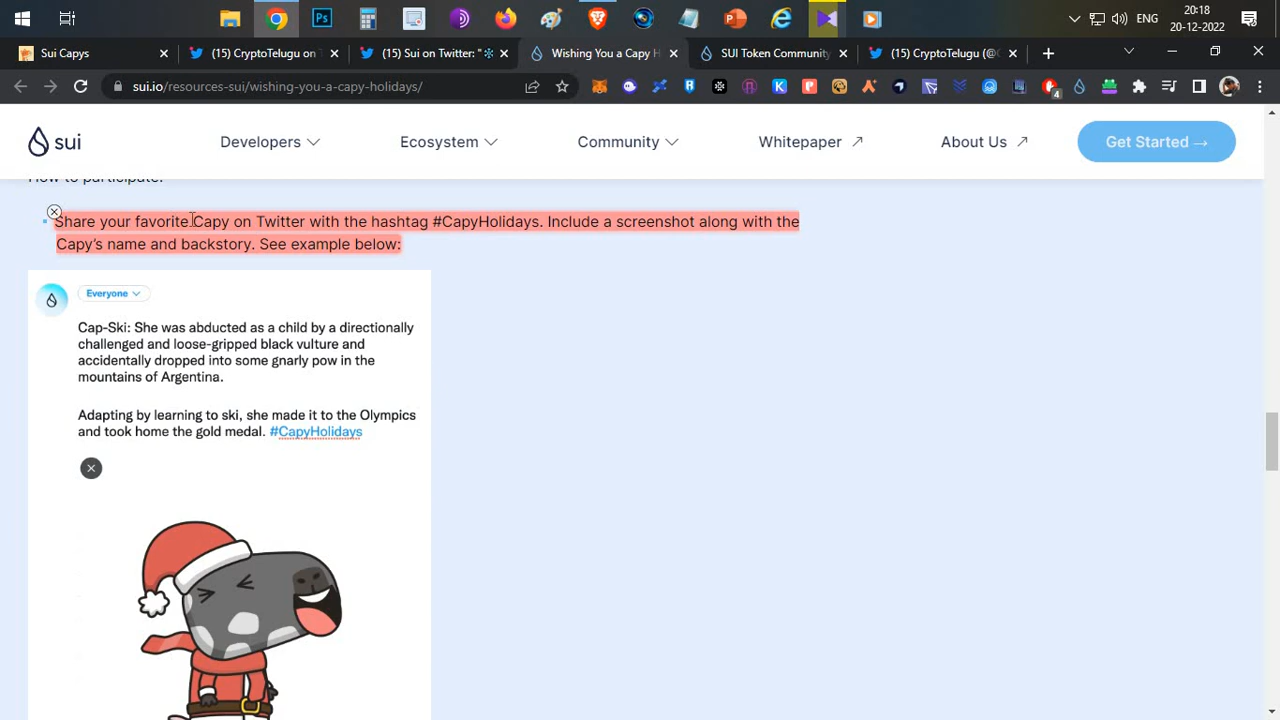 20:18
ENG
20-12-2022
Sui Capys
(15) CryptoTelugu on T
(15) Sui on Twitter: "
Wishing You a Capy H
SUI Token Community
(15) CryptoTelugu (@
sui.io/resources-sui/wishing-you-a-capy-holidays/
4
sui
Developers
Ecosystem
Community
Whitepaper
About Us
Get Started →
How to participate:
Share your favorite Capy on Twitter with the hashtag #CapyHolidays. Include a screenshot along with the
Capy's name and backstory. See example below:
Everyone
Cap-Ski: She was abducted as a child by a directionally
challenged and loose-gripped black vulture and
accidentally dropped into some gnarly pow in the
mountains of Argentina.
Adapting by learning to ski, she made it to the Olympics
and took home the gold medal. #CapyHolidays